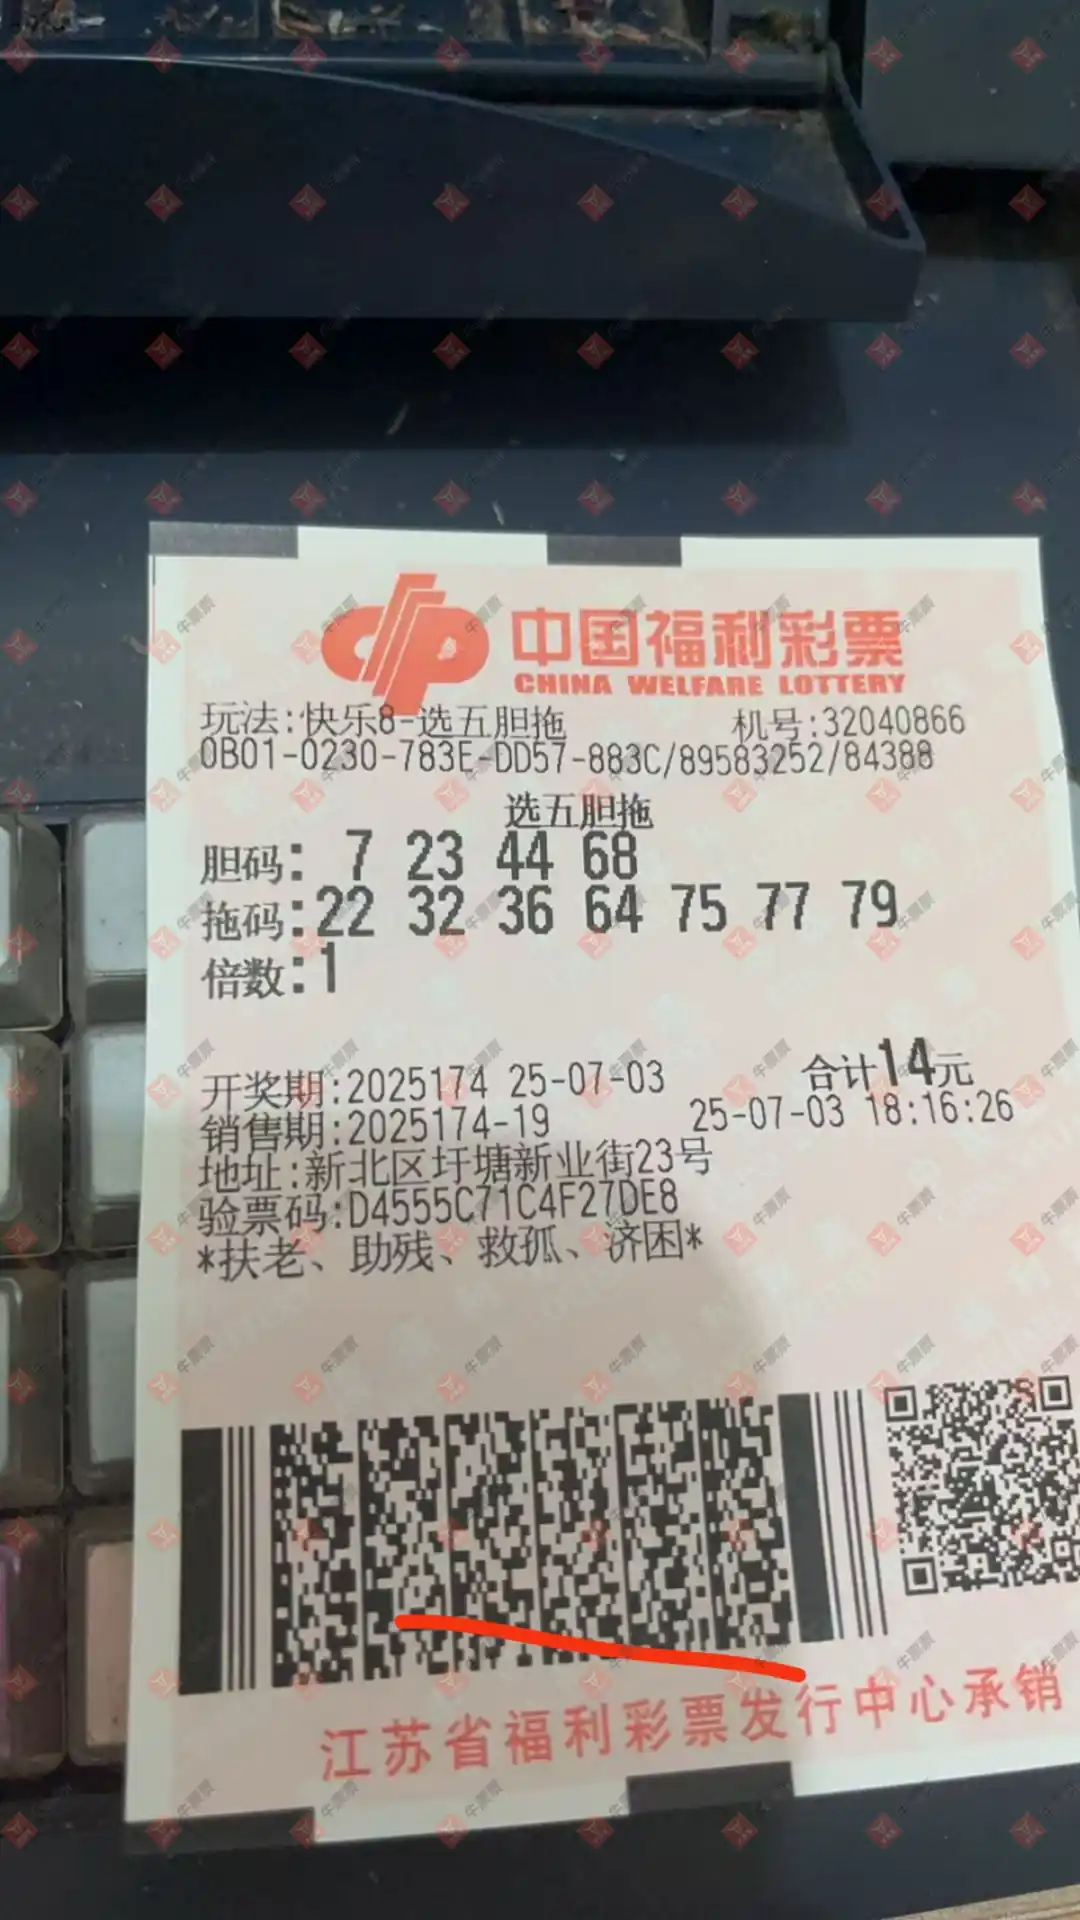 中国福利彩票
CHINA WELFARE LOTTERY
玩法:快乐8-选五胆拖 机号:32040866
0B01-0230-783E-DD57-883C/89583252/84388
选五胆拖
胆码: 7 23 44 68
拖码:22 32 36 64 75 77 79
倍数:1
开奖期:2025174 25-07-03 合计14元
销售期:2025174-19 25-07-03 18:16:26
地址:新北区圩塘新业街23号
验票码:D4555C71C4F27DE8
*扶老、助残、救孤、济困*
江苏省福利彩票发行中心承销
牛票票